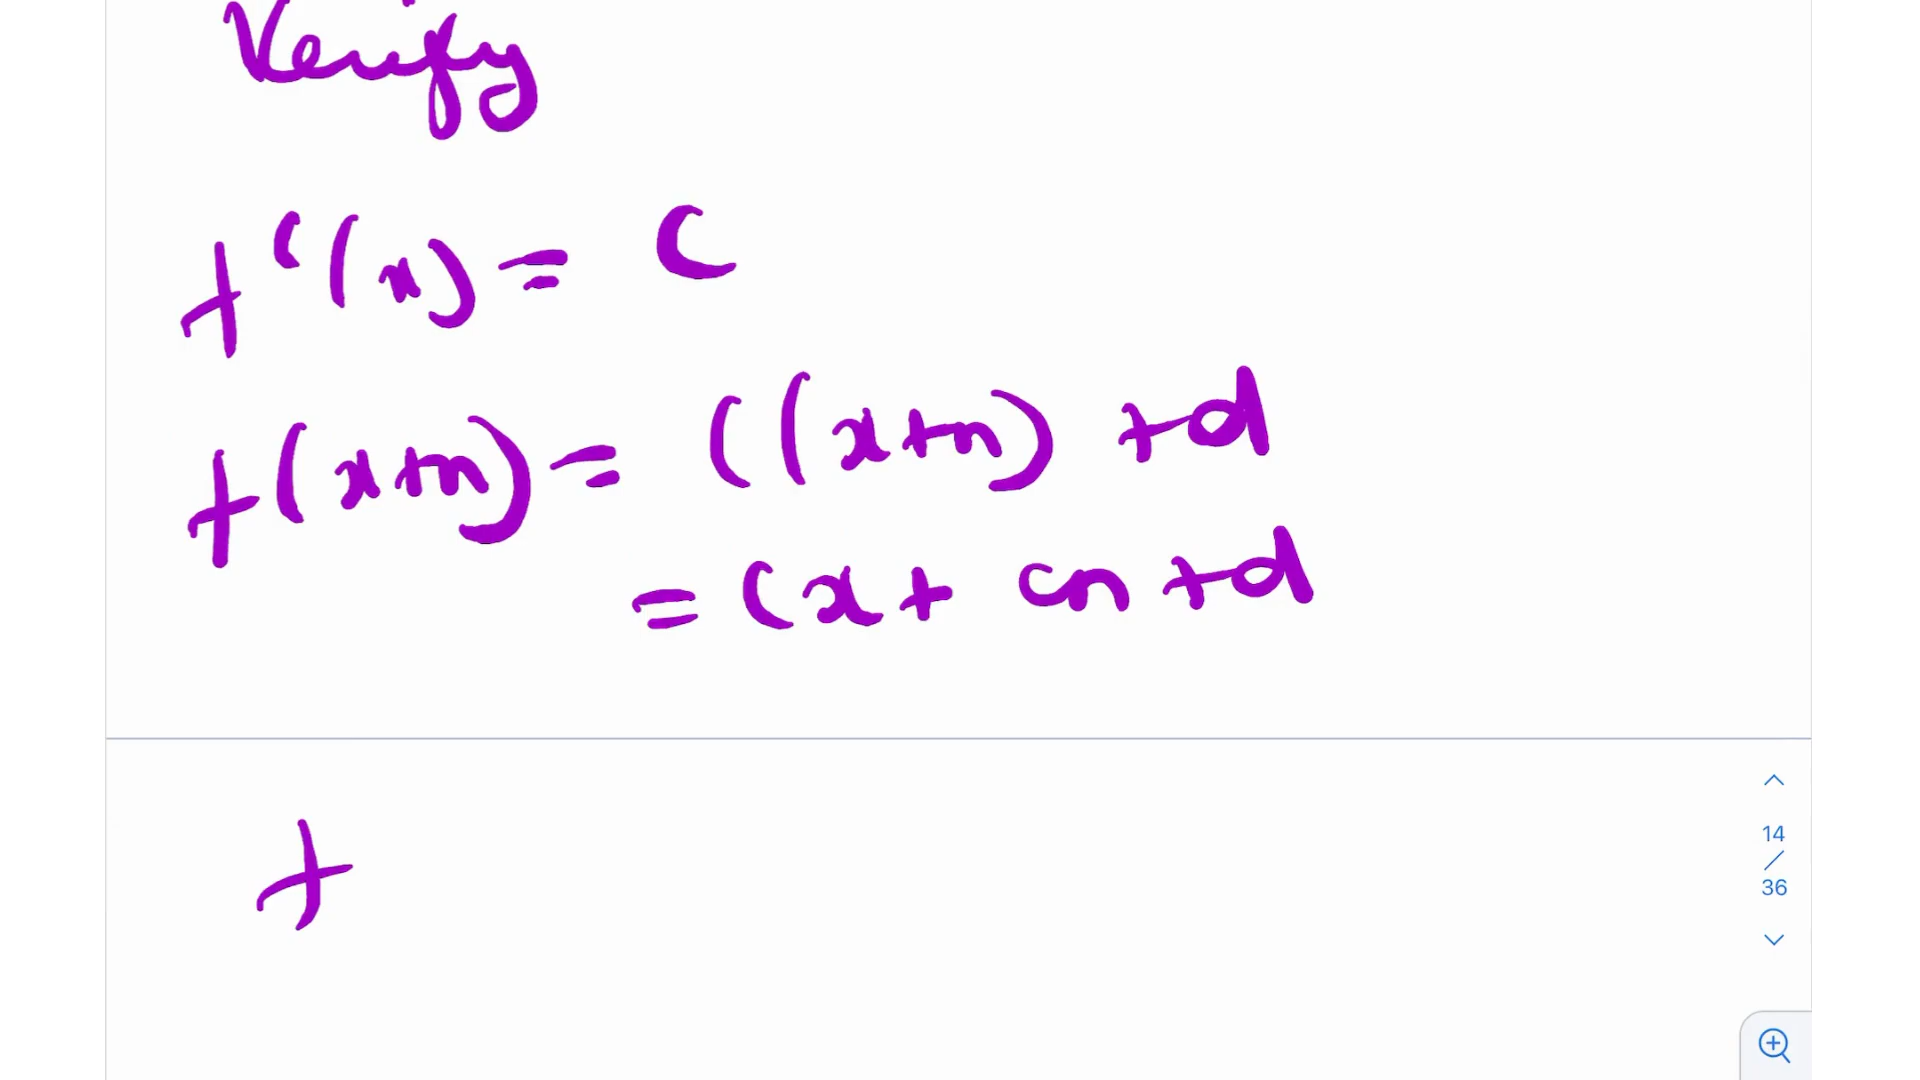 Verify
f'(x) = c
f(x+n) = c(x+n) + d
= cx + cn + d
f
14
/
36